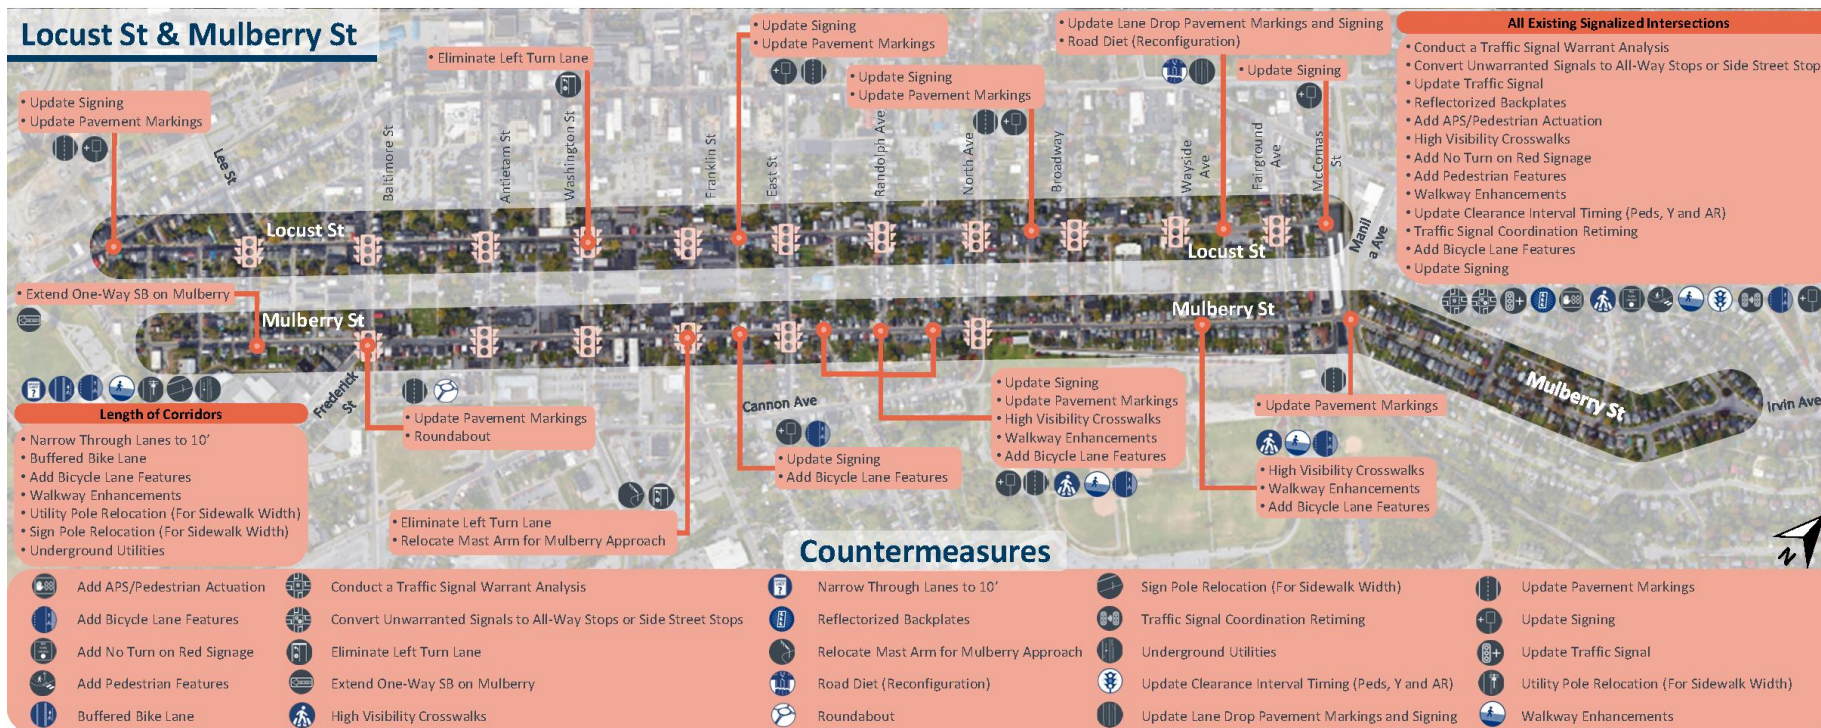 Locust St & Mulberry St
• Update Signing
• Update Pavement Markings
• Eliminate Left Turn Lane
• Update Signing
• Update Pavement Markings
• Update Signing
• Update Pavement Markings
• Update Lane Drop Pavement Markings and Signing
• Road Diet (Reconfiguration)
• Update Signing
All Existing Signalized Intersections
• Conduct a Traffic Signal Warrant Analysis
• Convert Unwarranted Signals to All-Way Stops or Side Street Stop
• Update Traffic Signal
• Reflectorized Backplates
• Add APS/Pedestrian Actuation
• High Visibility Crosswalks
• Add No Turn on Red Signage
• Add Pedestrian Features
• Walkway Enhancements
• Update Clearance Interval Timing (Peds, Y and AR)
• Traffic Signal Coordination Retiming
• Add Bicycle Lane Features
• Update Signing
Lee St
Baltimore St
Antietam St
Washington St
Franklin St
East St
Randolph Ave
North Ave
Broadway
Wayside
Ave
Fairground
Ave
McComas
St
Manil
a Ave
Locust St
Locust St
• Extend One-Way SB on Mulberry
Mulberry St
Mulberry St
Mulberry St
Irvin Ave
Frederick
St
Cannon Ave
Length of Corridors
• Narrow Through Lanes to 10'
• Buffered Bike Lane
• Add Bicycle Lane Features
• Walkway Enhancements
• Utility Pole Relocation (For Sidewalk Width)
• Sign Pole Relocation (For Sidewalk Width)
• Underground Utilities
• Update Pavement Markings
• Roundabout
• Eliminate Left Turn Lane
• Relocate Mast Arm for Mulberry Approach
• Update Signing
• Add Bicycle Lane Features
• Update Signing
• Update Pavement Markings
• High Visibility Crosswalks
• Walkway Enhancements
• Add Bicycle Lane Features
• Update Pavement Markings
• High Visibility Crosswalks
• Walkway Enhancements
• Add Bicycle Lane Features
N
Countermeasures
Add APS/Pedestrian Actuation
Add Bicycle Lane Features
Add No Turn on Red Signage
Add Pedestrian Features
Buffered Bike Lane
Conduct a Traffic Signal Warrant Analysis
Convert Unwarranted Signals to All-Way Stops or Side Street Stops
Eliminate Left Turn Lane
Extend One-Way SB on Mulberry
High Visibility Crosswalks
Narrow Through Lanes to 10'
Reflectorized Backplates
Relocate Mast Arm for Mulberry Approach
Road Diet (Reconfiguration)
Roundabout
Sign Pole Relocation (For Sidewalk Width)
Traffic Signal Coordination Retiming
Underground Utilities
Update Clearance Interval Timing (Peds, Y and AR)
Update Lane Drop Pavement Markings and Signing
Update Pavement Markings
Update Signing
Update Traffic Signal
Utility Pole Relocation (For Sidewalk Width)
Walkway Enhancements